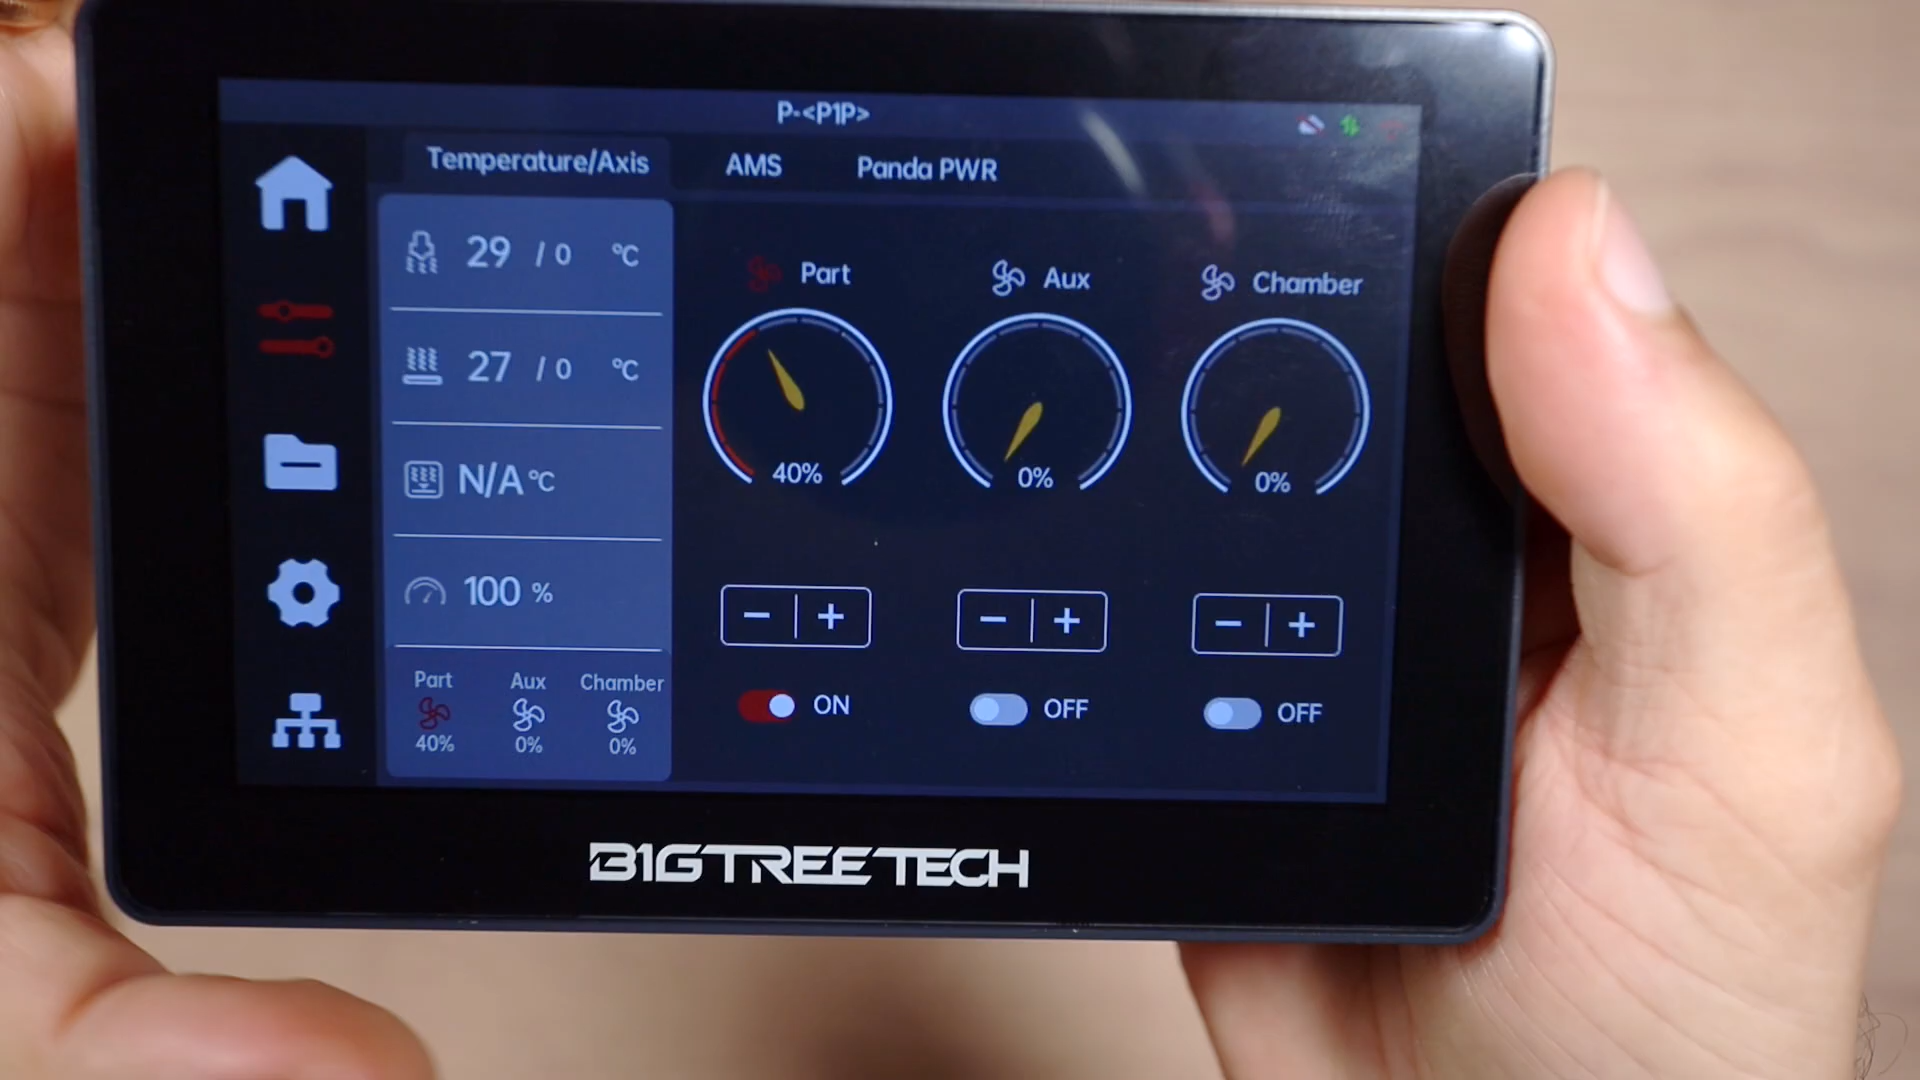 P-<P1P>
Temperature/Axis AMS Panda PWR
29 / 0 °C
27 / 0 °C
N/A °C
100 %
Part Aux Chamber
40% 0% 0%
Part Aux Chamber
40% 0% 0%
− + − + − +
ON OFF OFF
BIGTREETECH